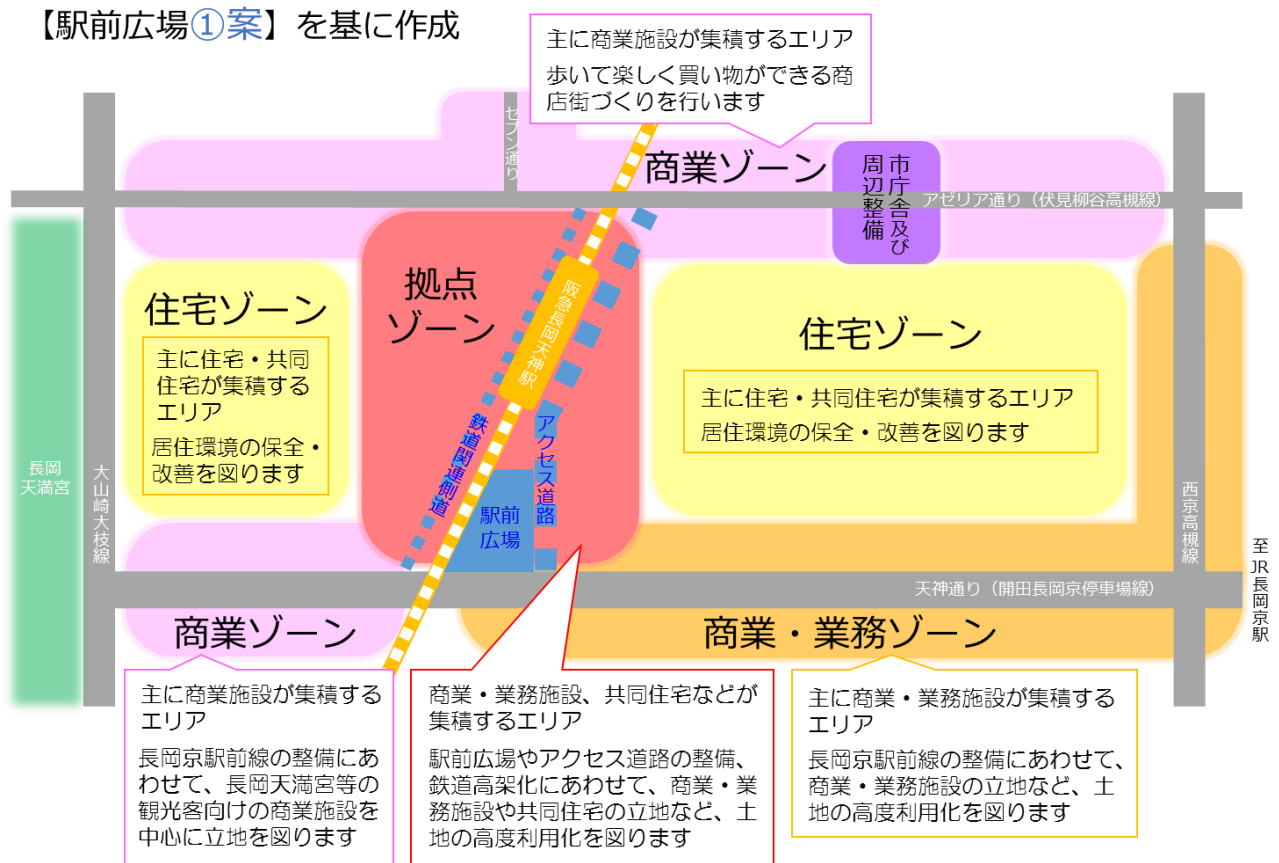 【駅前広場①案】を基に作成
主に商業施設が集積するエリア
歩いて楽しく買い物ができる商
店街づくりを行います
セブン通り
商業ゾーン
市庁舎及び
周辺整備
アゼリア通り（伏見柳谷高槻線）
拠点
ゾーン
阪急長岡天神駅
住宅ゾーン
主に住宅・共同
住宅が集積する
エリア
居住環境の保全・
改善を図ります
住宅ゾーン
主に住宅・共同住宅が集積するエリア
居住環境の保全・改善を図ります
鉄道関連側道
アクセス道路
駅前
広場
長岡
天満宮
大山崎大枝線
西京高槻線
至JR長岡京駅
天神通り（開田長岡京停車場線）
商業ゾーン
商業・業務ゾーン
主に商業施設が集積する
エリア
長岡京駅前線の整備にあ
わせて、長岡天満宮等の
観光客向けの商業施設を
中心に立地を図ります
商業・業務施設、共同住宅などが
集積するエリア
駅前広場やアクセス道路の整備、
鉄道高架化にあわせて、商業・業
務施設や共同住宅の立地など、土
地の高度利用化を図ります
主に商業・業務施設が集積する
エリア
長岡京駅前線の整備にあわせて、
商業・業務施設の立地など、土
地の高度利用化を図ります